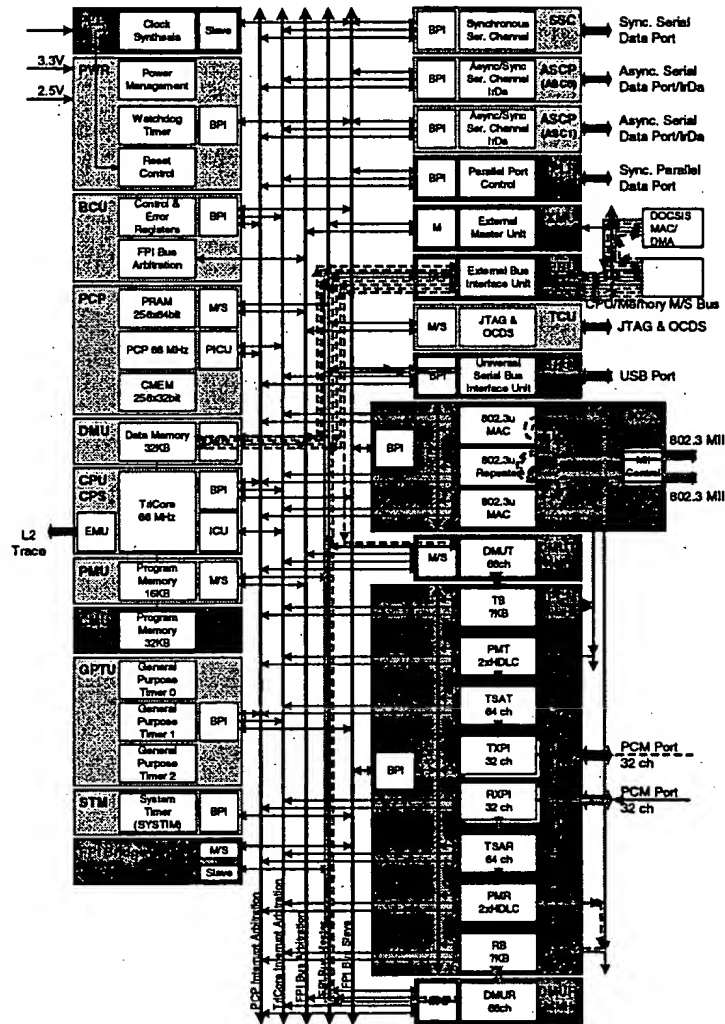 Clock
Synthesis
Slave
3.3V
PWR
Power
Management
2.5V
Watchdog
Timer
BPI
Reset
Control
BCU
Control &
Error
Registers
BPI
FPI Bus
Arbitration
PCP
PRAM
256x64bit
M/S
PCP 66 MHz
PICU
CMEM
256x32bit
DMU
Data Memory
32KB
CPU
CPS
TriCore
66 MHz
BPI
EMU
ICU
L2
Trace
PMU
Program
Memory
16KB
M/S
Program
Memory
32KB
GPTU
General
Purpose
Timer 0
General
Purpose
Timer 1
BPI
General
Purpose
Timer 2
STM
System
Timer
(SYSTIM)
BPI
M/S
Slave
PCP Interrupt Arbitration
TriCore Interrupt Arbitration
FPI Bus Arbitration
FPI Bus Master
FPI Bus Slave
BPI
Synchronous
Ser. Channel
SSC
Sync. Serial
Data Port
BPI
Async/Sync
Ser. Channel
IrDa
ASCP
(ASC0)
Async. Serial
Data Port/IrDa
BPI
Async/Sync
Ser. Channel
IrDa
ASCP
(ASC1)
Async. Serial
Data Port/IrDa
BPI
Parallel Port
Control
Sync. Parallel
Data Port
M
External
Master Unit
DOCSIS
MAC/
DMA
External Bus
Interface Unit
CPU/Memory M/S Bus
M/S
JTAG &
OCDS
TCU
JTAG & OCDS
BPI
Universal
Serial Bus
Interface Unit
USB Port
BPI
802.3u
MAC
802.3u
Repeater
802.3u
MAC
MII
Control
802.3 MII
802.3 MII
M/S
DMUT
66ch
TB
7KB
PMT
2xHDLC
TSAT
64 ch
BPI
TXPI
32 ch
PCM Port
32 ch
RXPI
32 ch
PCM Port
32 ch
TSAR
64 ch
PMR
2xHDLC
RB
7KB
DMUR
66ch